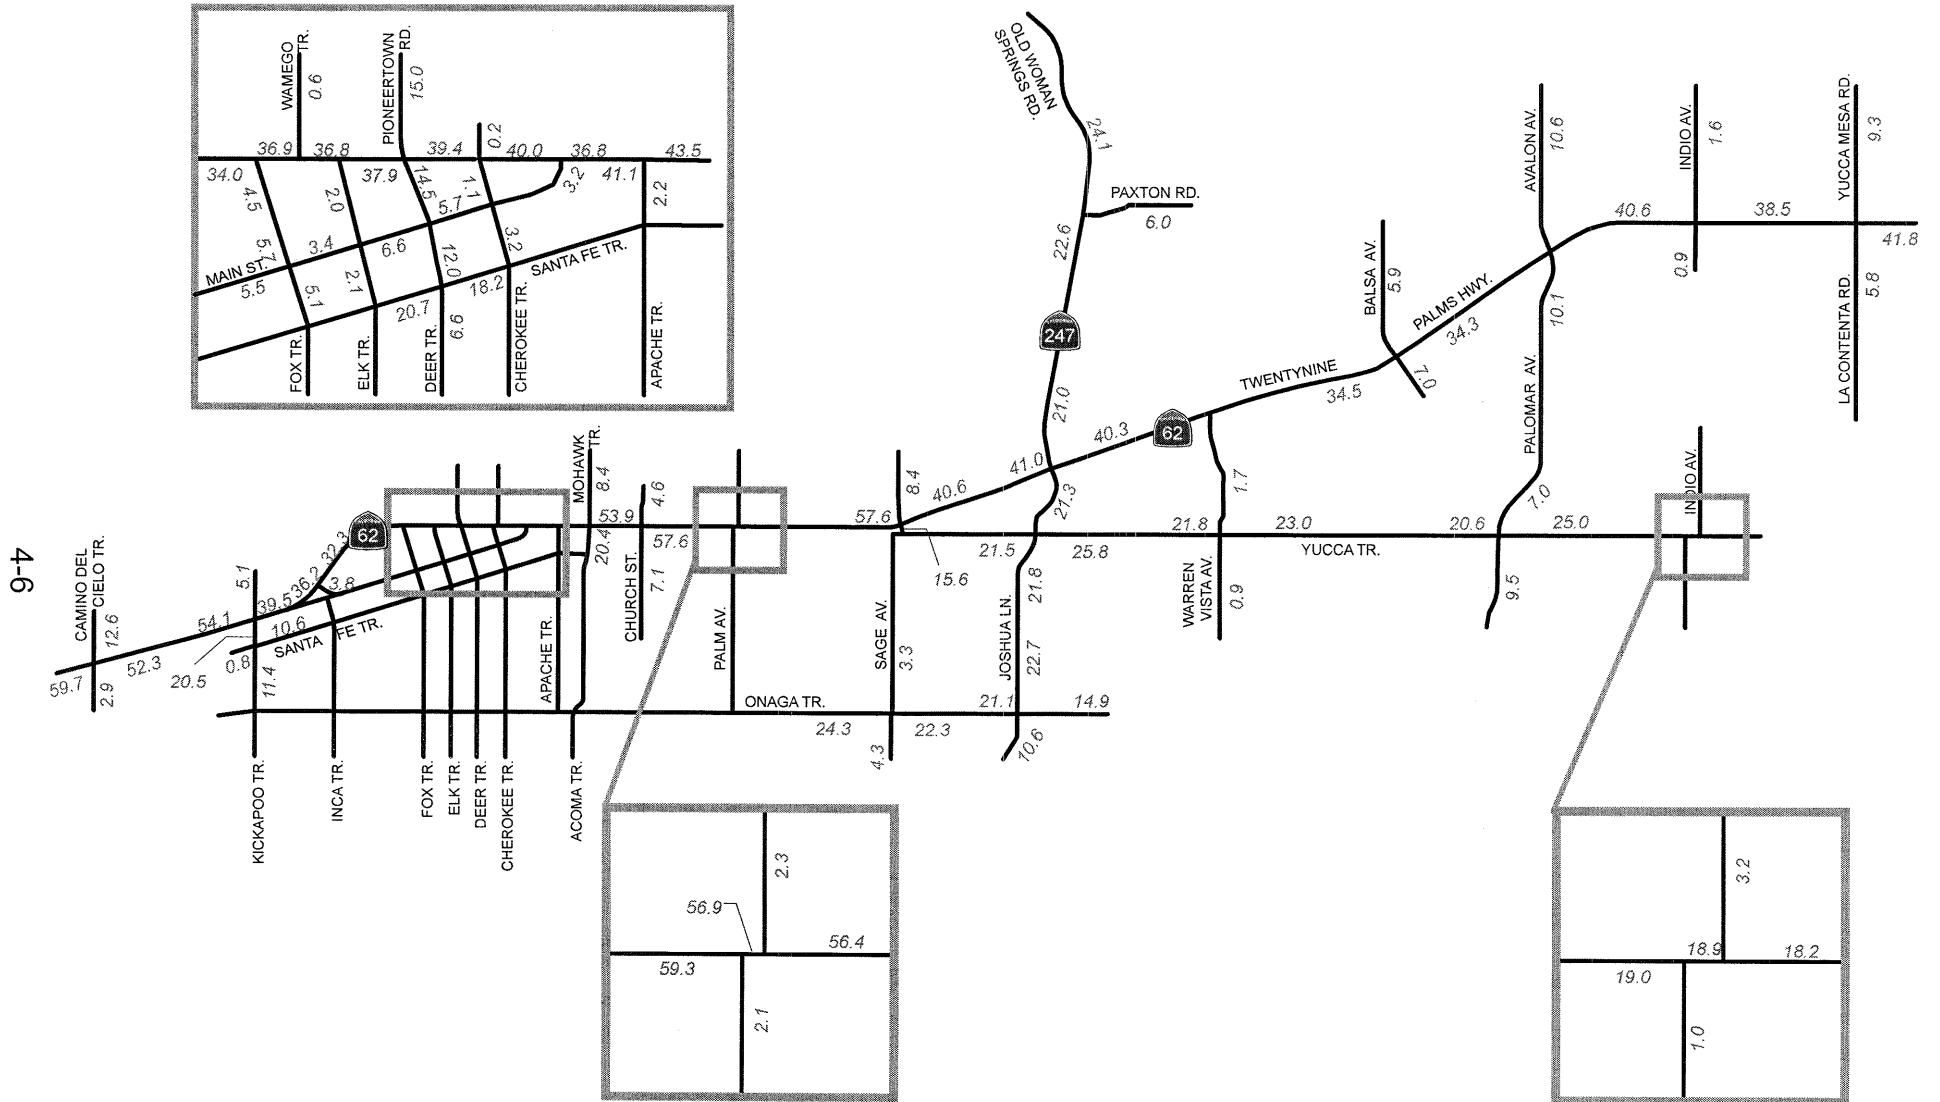 WAMEGO
TR.
0.6
PIONEERTOWN
RD.
15.0
0.2
36.9
36.8
39.4
40.0
36.8
43.5
34.0
37.9
41.1
4.5
2.0
14.5
1.1
3.2
2.2
5.7
5.7
3.4
6.6
MAIN ST.
5.5
5.1
2.1
12.0
3.2
SANTA FE TR.
20.7
18.2
9.9
FOX TR.
ELK TR.
DEER TR.
CHEROKEE TR.
APACHE TR.
OLD WOMAN
SPRINGS RD.
24.1
PAXTON RD.
6.0
22.6
247
21.0
AVALON AV.
10.6
INDIO AV.
1.6
YUCCA MESA RD.
9.3
40.6
38.5
41.8
0.9
5.8
LA CONTENTA RD.
BALSA AV.
5.9
PALMS HWY.
34.3
10.1
PALOMAR AV.
7.0
TWENTYNINE
34.5
7.0
62
40.3
41.0
40.6
8.4
57.6
21.3
1.7
INDIO AV.
MOHAWK
TR.
8.4
4.6
53.9
57.6
20.4
CHURCH ST.
7.1
21.5
25.8
21.8
23.0
20.6
25.0
YUCCA TR.
15.6
21.8
WARREN
VISTA AV.
0.9
9.5
4-6
CAMINO DEL
CIELO TR.
12.6
5.1
62
32.3
36.2
3.8
39.5
54.1
10.6
SANTA FE TR.
52.3
20.5
0.8
11.4
59.7
2.9
APACHE TR.
PALM AV.
SAGE AV.
3.3
JOSHUA LN.
22.7
ONAGA TR.
24.3
22.3
21.1
14.9
4.3
10.6
KICKAPOO TR.
INCA TR.
FOX TR.
ELK TR.
DEER TR.
CHEROKEE TR.
ACOMA TR.
2.3
56.9
56.4
59.3
2.1
3.2
18.9
18.2
19.0
1.0